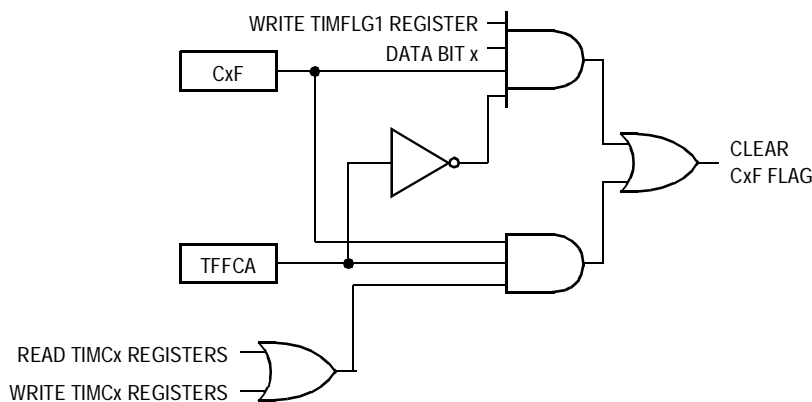 WRITE TIMFLG1 REGISTER
DATA BIT x
CxF
CLEAR
CxF FLAG
TFFCA
READ TIMCx REGISTERS
WRITE TIMCx REGISTERS